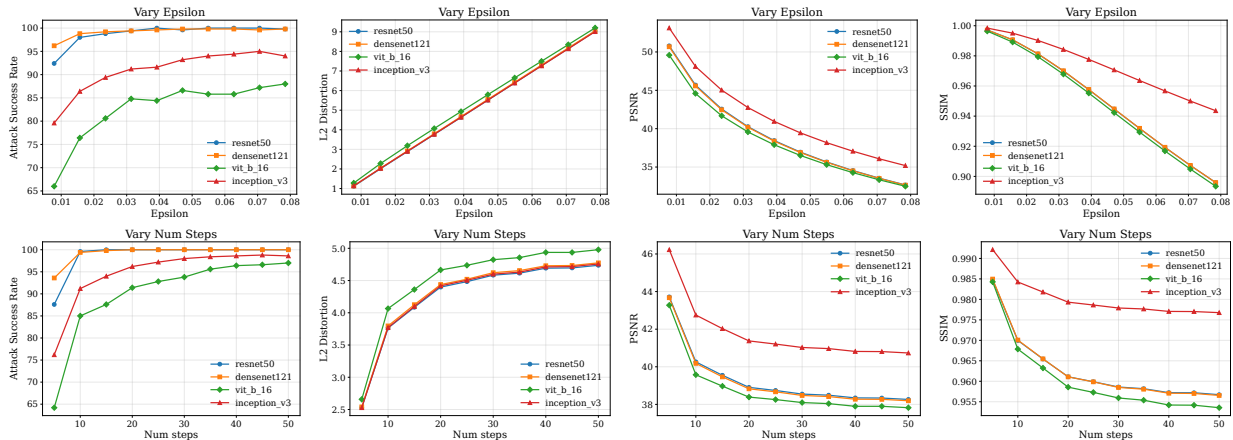 Vary Epsilon
Attack Success Rate
100
95
90
85
80
75
70
65
resnet50
densenet121
vit_b_16
inception_v3
0.01 0.02 0.03 0.04 0.05 0.06 0.07 0.08
Epsilon
Vary Epsilon
L2 Distortion
9
8
7
6
5
4
3
2
1
resnet50
densenet121
vit_b_16
inception_v3
0.01 0.02 0.03 0.04 0.05 0.06 0.07 0.08
Epsilon
Vary Epsilon
PSNR
50
45
40
35
resnet50
densenet121
vit_b_16
inception_v3
0.01 0.02 0.03 0.04 0.05 0.06 0.07 0.08
Epsilon
Vary Epsilon
SSIM
1.00
0.98
0.96
0.94
0.92
0.90
resnet50
densenet121
vit_b_16
inception_v3
0.01 0.02 0.03 0.04 0.05 0.06 0.07 0.08
Epsilon
Vary Num Steps
Attack Success Rate
100
95
90
85
80
75
70
65
resnet50
densenet121
vit_b_16
inception_v3
10 20 30 40 50
Num steps
Vary Num Steps
L2 Distortion
5.0
4.5
4.0
3.5
3.0
2.5
resnet50
densenet121
vit_b_16
inception_v3
10 20 30 40 50
Num steps
Vary Num Steps
PSNR
46
44
42
40
38
resnet50
densenet121
vit_b_16
inception_v3
10 20 30 40 50
Num steps
Vary Num Steps
SSIM
0.990
0.985
0.980
0.975
0.970
0.965
0.960
0.955
resnet50
densenet121
vit_b_16
inception_v3
10 20 30 40 50
Num steps